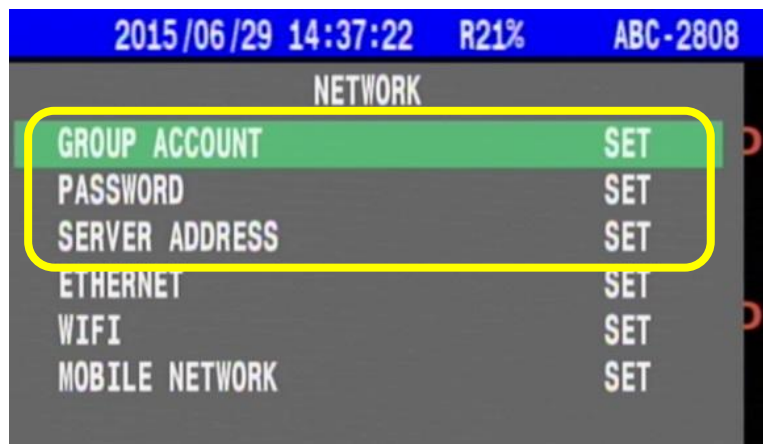 2015/06/29 14:37:22 R21% ABC-2808
NETWORK
GROUP ACCOUNT SET
PASSWORD SET
SERVER ADDRESS SET
ETHERNET SET
WIFI SET
MOBILE NETWORK SET